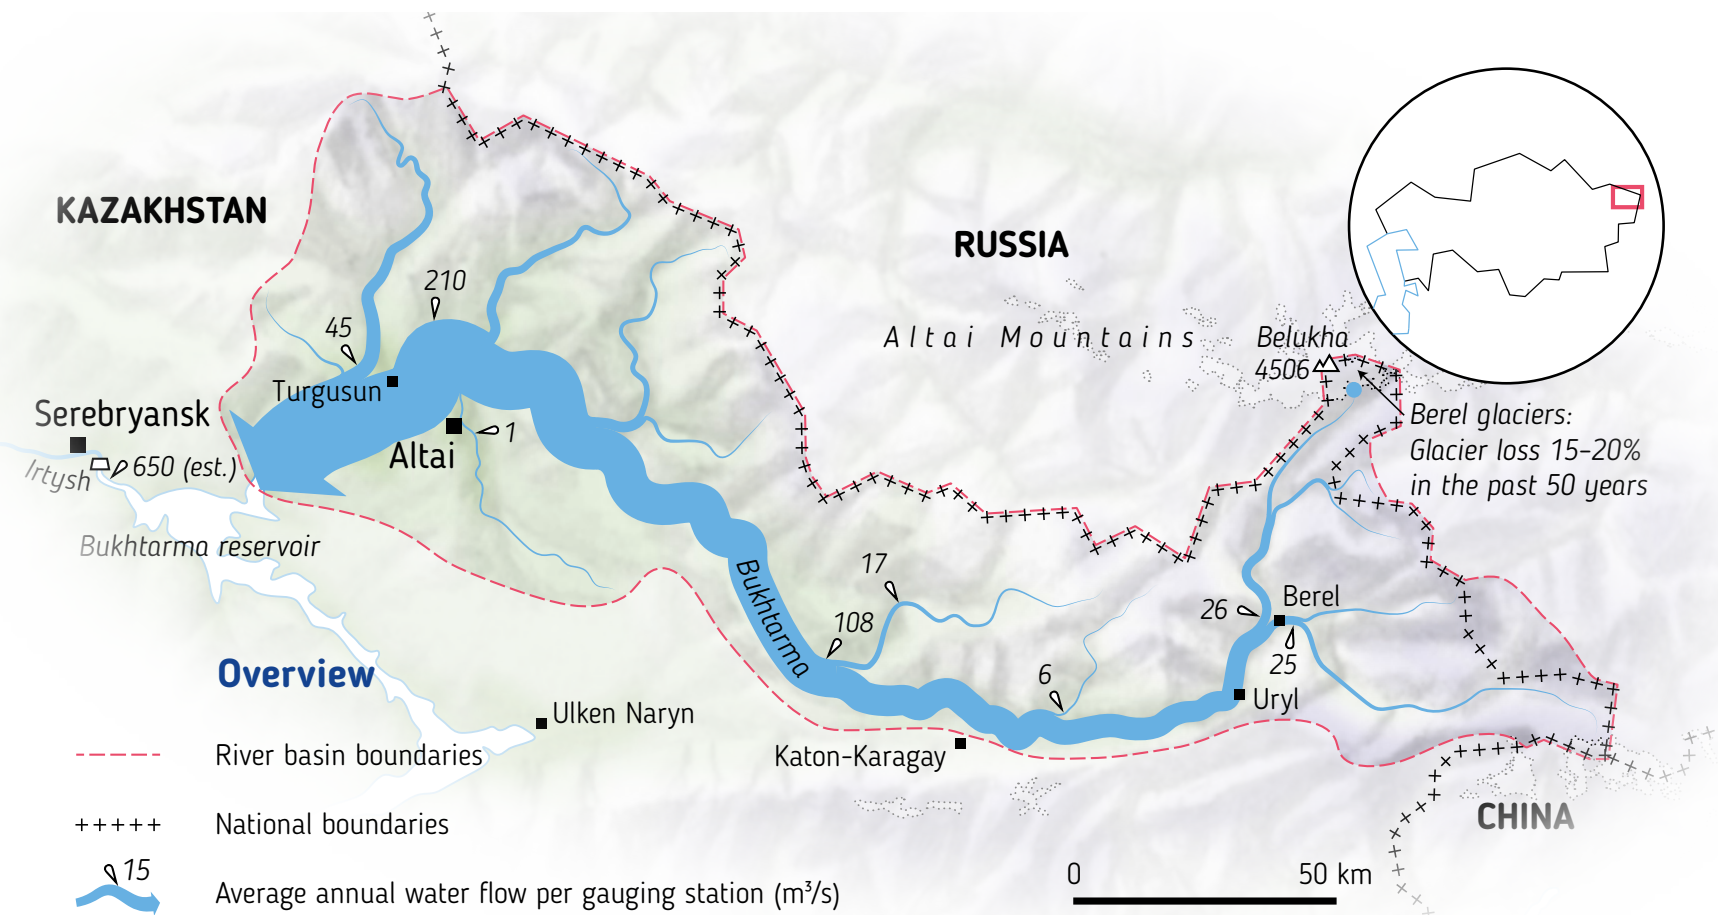 KAZAKHSTAN
RUSSIA
210
45
Turgusun
Altai Mountains
Belukha
4506
Serebryansk
Altai
1
650 (est.)
Irtysh
Berel glaciers:
Glacier loss 15-20%
in the past 50 years
Bukhtarma reservoir
Bukhtarma
17
108
26
Berel
25
6
Uryl
Overview
Ulken Naryn
Katon-Karagay
River basin boundaries
National boundaries
CHINA
15
Average annual water flow per gauging station (m³/s)
0
50 km